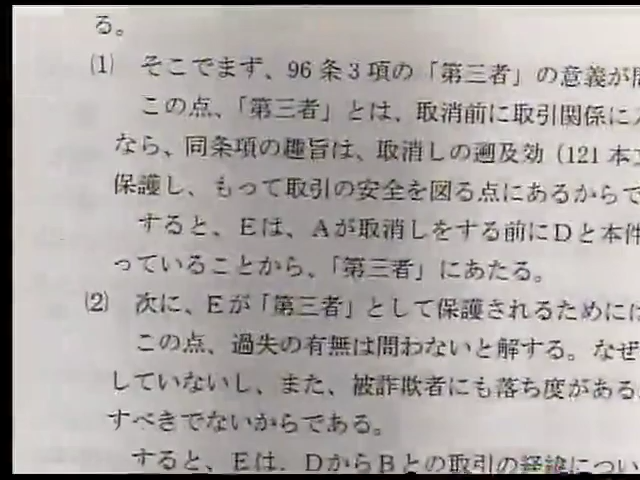 る。
(1) そこでまず、96条3項の「第三者」の意義が
この点、「第三者」とは、取消前に取引関係に
なら、同条項の趣旨は、取消しの遡及効（121本
保護し、もって取引の安全を図る点にあるからで
すると、Eは、Aが取消しをする前にDと本件
っていることから、「第三者」にあたる。
(2) 次に、Eが「第三者」として保護されるためには
この点、過失の有無は問わないと解する。なぜ
していないし、また、被詐欺者にも落ち度がある
すべきでないからである。
すると、Eは、DからBとの取引の経緯につい